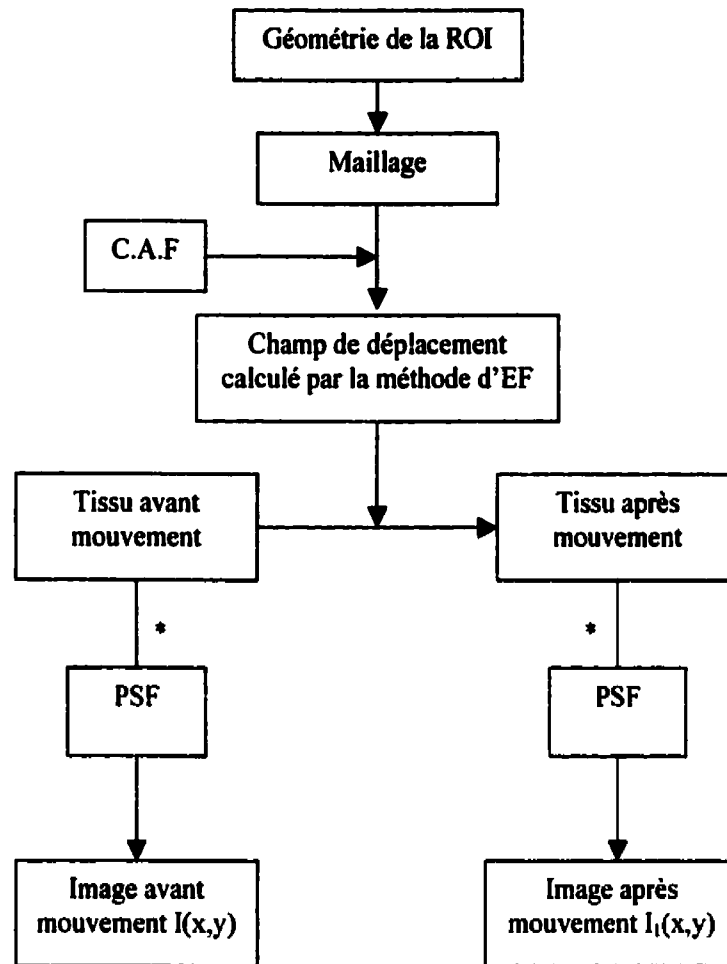 Géométrie de la ROI
Maillage
C.A.F
Champ de déplacement
calculé par la méthode d'EF
Tissu avant
mouvement
Tissu après
mouvement
*
*
PSF
PSF
Image avant
mouvement I(x,y)
Image après
mouvement I₁(x,y)